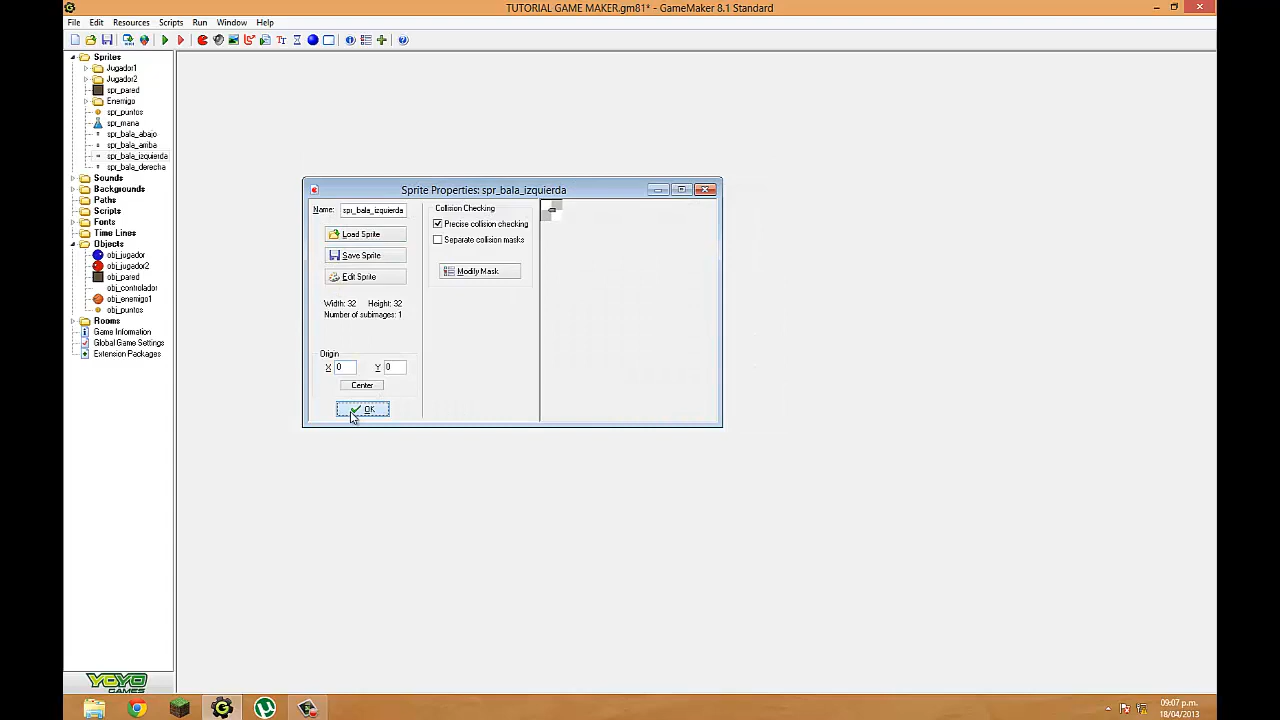 TUTORIAL GAME MAKER.gm81* - GameMaker 8.1 Standard
File Edit Resources Scripts Run Window Help
Sprites
Jugador1
Jugador2
spr_pared
Enemigo
spr_puntos
spr_mana
spr_bala_abajo
spr_bala_arriba
spr_bala_izquierda
spr_bala_derecha
Sounds
Backgrounds
Paths
Scripts
Fonts
Time Lines
Objects
obj_jugador
obj_jugador2
obj_pared
obj_controlador
obj_enemigo1
obj_puntos
Rooms
Game Information
Global Game Settings
Extension Packages
Sprite Properties: spr_bala_izquierda
Name: spr_bala_izquierda
Load Sprite
Save Sprite
Edit Sprite
Width: 32 Height: 32
Number of subimages: 1
Origin
X 0 Y 0
Center
OK
Collision Checking
Precise collision checking
Separate collision masks
Modify Mask
YOYO
GAMES
09:07 p.m.
18/04/2013